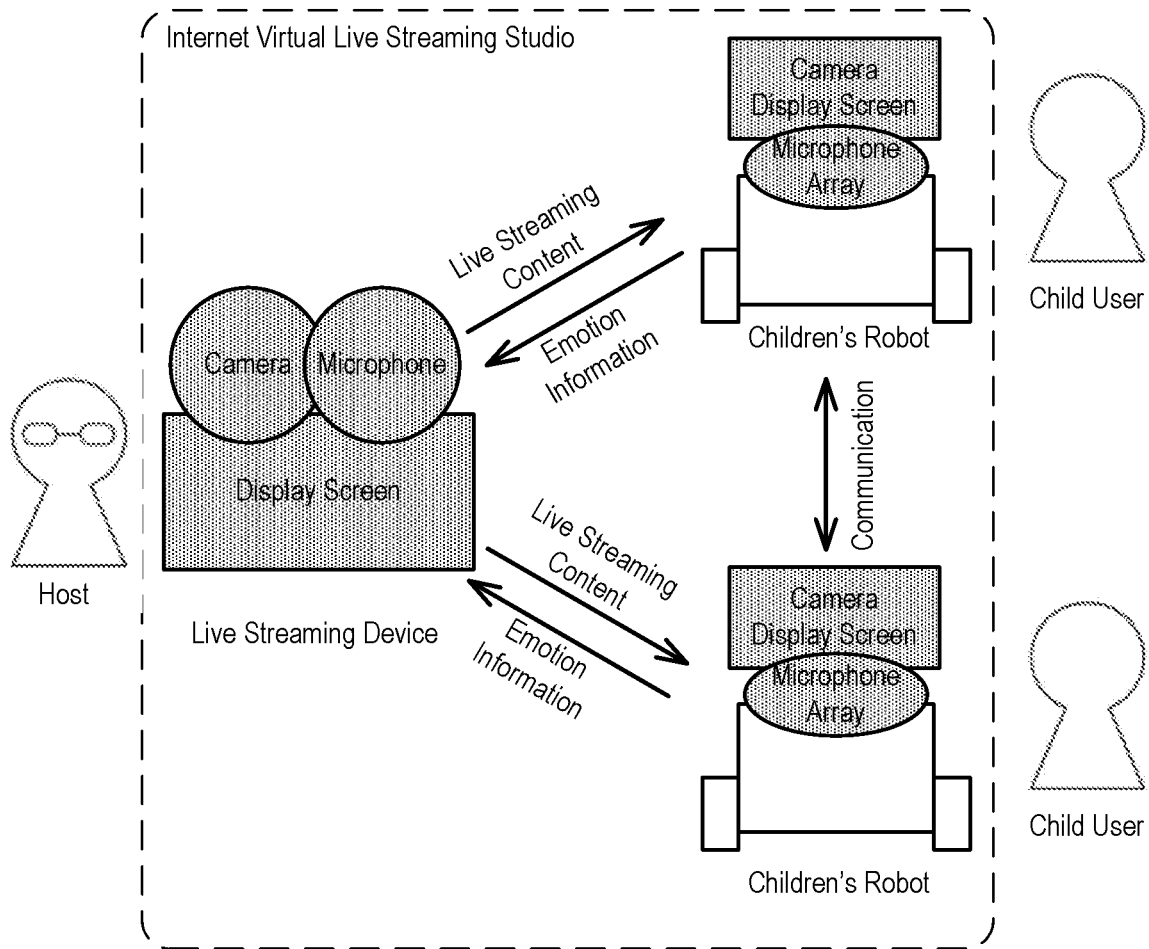 Internet Virtual Live Streaming Studio
Camera
Display Screen
Microphone
Array
Children's Robot
Child User
Live Streaming
Content
Emotion
Information
Camera
Microphone
Display Screen
Live Streaming Device
Host
Communication
Live Streaming
Content
Emotion
Information
Camera
Display Screen
Microphone
Array
Children's Robot
Child User